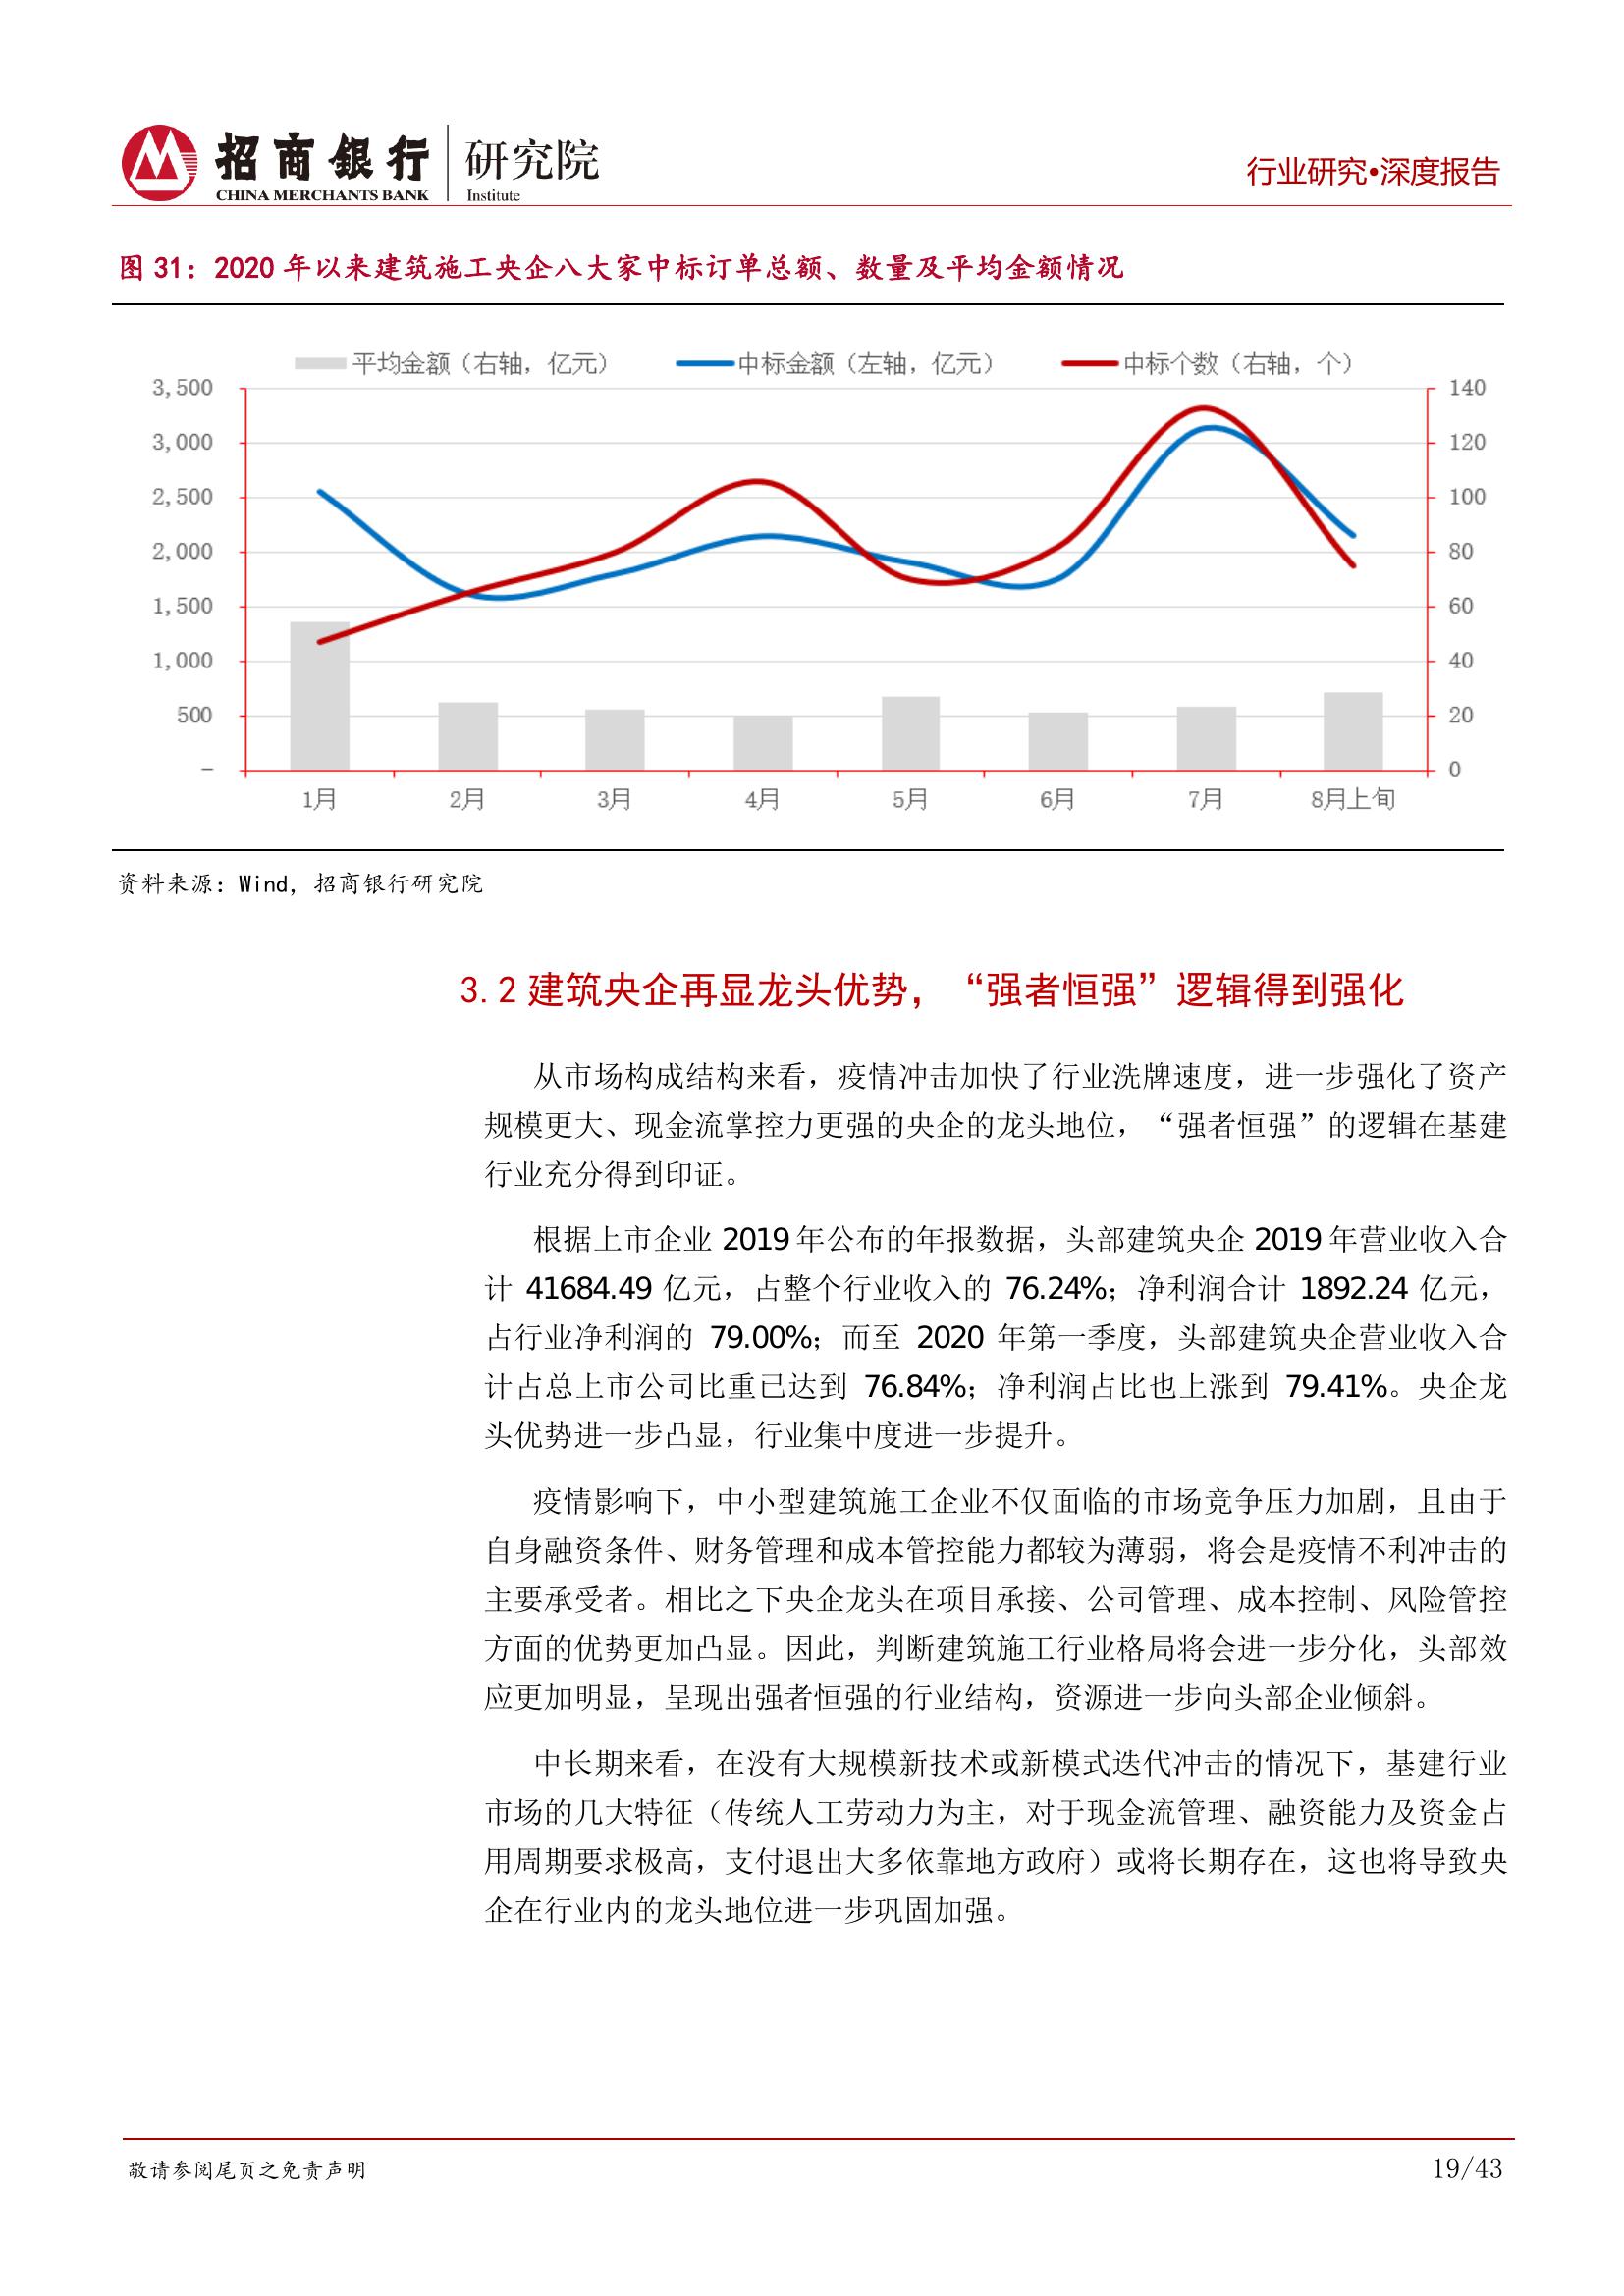 招商银行 研究院
CHINA MERCHANTS BANK Institute
行业研究•深度报告
图 31：2020 年以来建筑施工央企八大家中标订单总额、数量及平均金额情况
平均金额（右轴，亿元） 中标金额（左轴，亿元） 中标个数（右轴，个）
3,500 140
3,000 120
2,500 100
2,000 80
1,500 60
1,000 40
500 20
– 0
1月 2月 3月 4月 5月 6月 7月 8月上旬
资料来源：Wind，招商银行研究院
3.2 建筑央企再显龙头优势，“强者恒强”逻辑得到强化
从市场构成结构来看，疫情冲击加快了行业洗牌速度，进一步强化了资产
规模更大、现金流掌控力更强的央企的龙头地位，“强者恒强”的逻辑在基建
行业充分得到印证。
根据上市企业 2019 年公布的年报数据，头部建筑央企 2019 年营业收入合
计 41684.49 亿元，占整个行业收入的 76.24%；净利润合计 1892.24 亿元，
占行业净利润的 79.00%；而至 2020 年第一季度，头部建筑央企营业收入合
计占总上市公司比重已达到 76.84%；净利润占比也上涨到 79.41%。央企龙
头优势进一步凸显，行业集中度进一步提升。
疫情影响下，中小型建筑施工企业不仅面临的市场竞争压力加剧，且由于
自身融资条件、财务管理和成本管控能力都较为薄弱，将会是疫情不利冲击的
主要承受者。相比之下央企龙头在项目承接、公司管理、成本控制、风险管控
方面的优势更加凸显。因此，判断建筑施工行业格局将会进一步分化，头部效
应更加明显，呈现出强者恒强的行业结构，资源进一步向头部企业倾斜。
中长期来看，在没有大规模新技术或新模式迭代冲击的情况下，基建行业
市场的几大特征（传统人工劳动力为主，对于现金流管理、融资能力及资金占
用周期要求极高，支付退出大多依靠地方政府）或将长期存在，这也将导致央
企在行业内的龙头地位进一步巩固加强。
敬请参阅尾页之免责声明
19/43